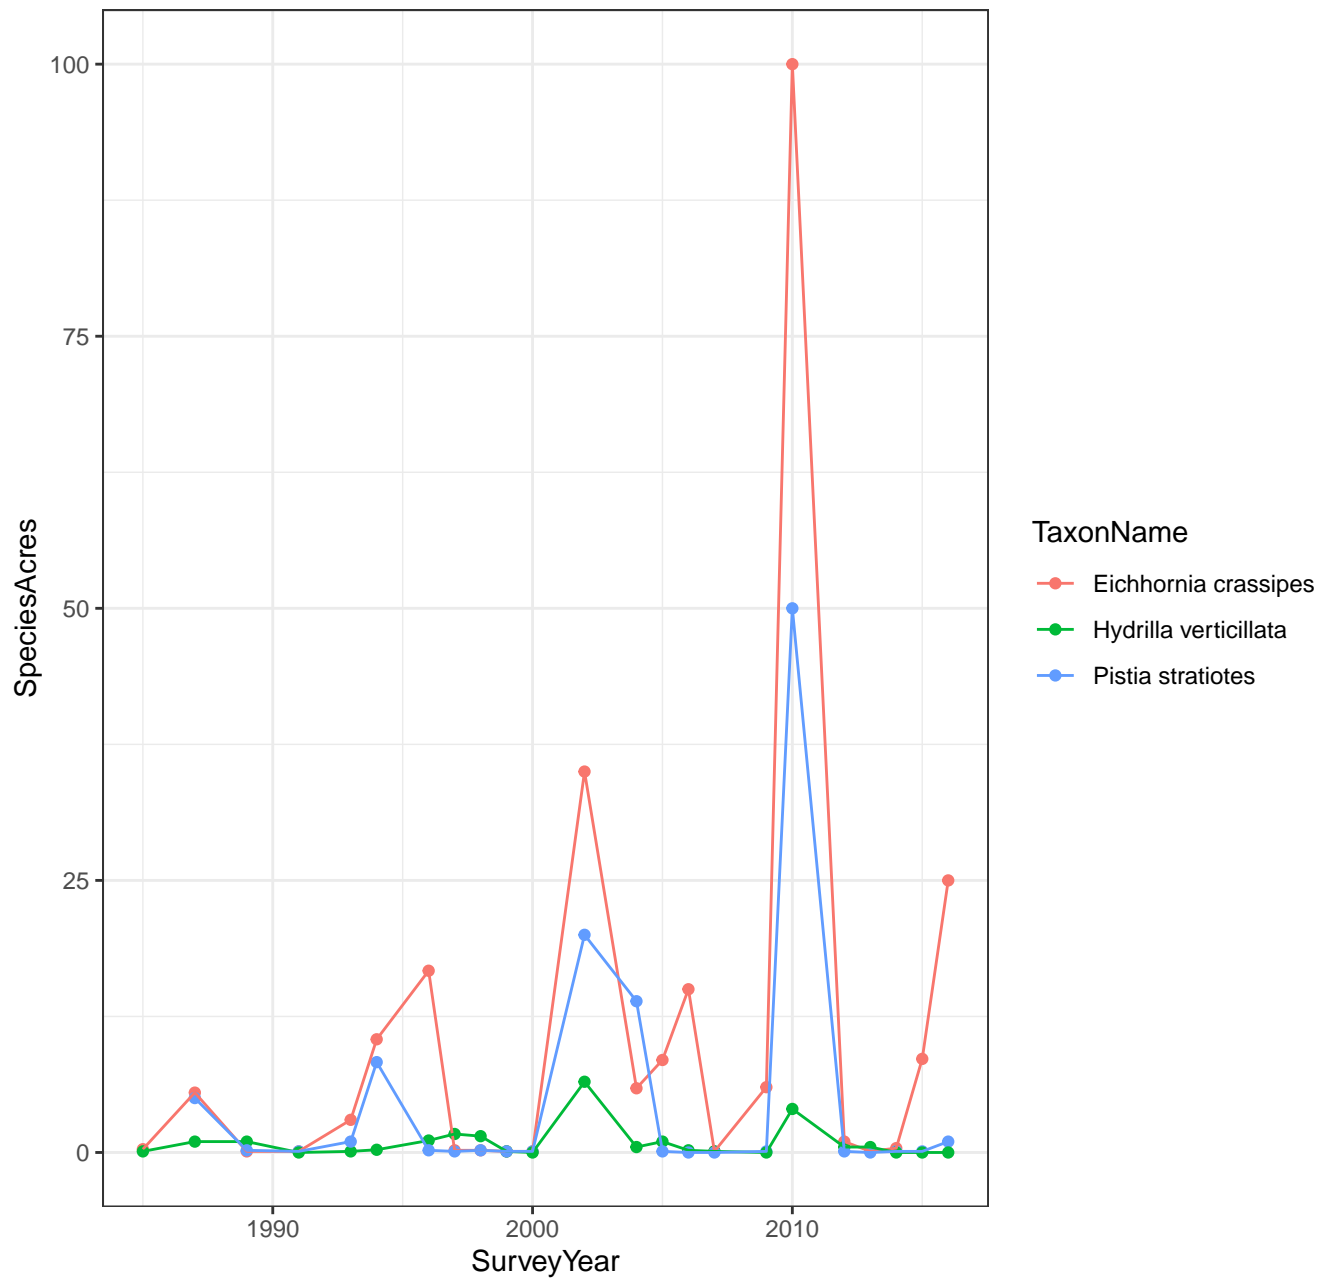 100
75
50
25
0
SpeciesAcres
1990
2000
2010
SurveyYear
TaxonName
Eichhornia crassipes
Hydrilla verticillata
Pistia stratiotes